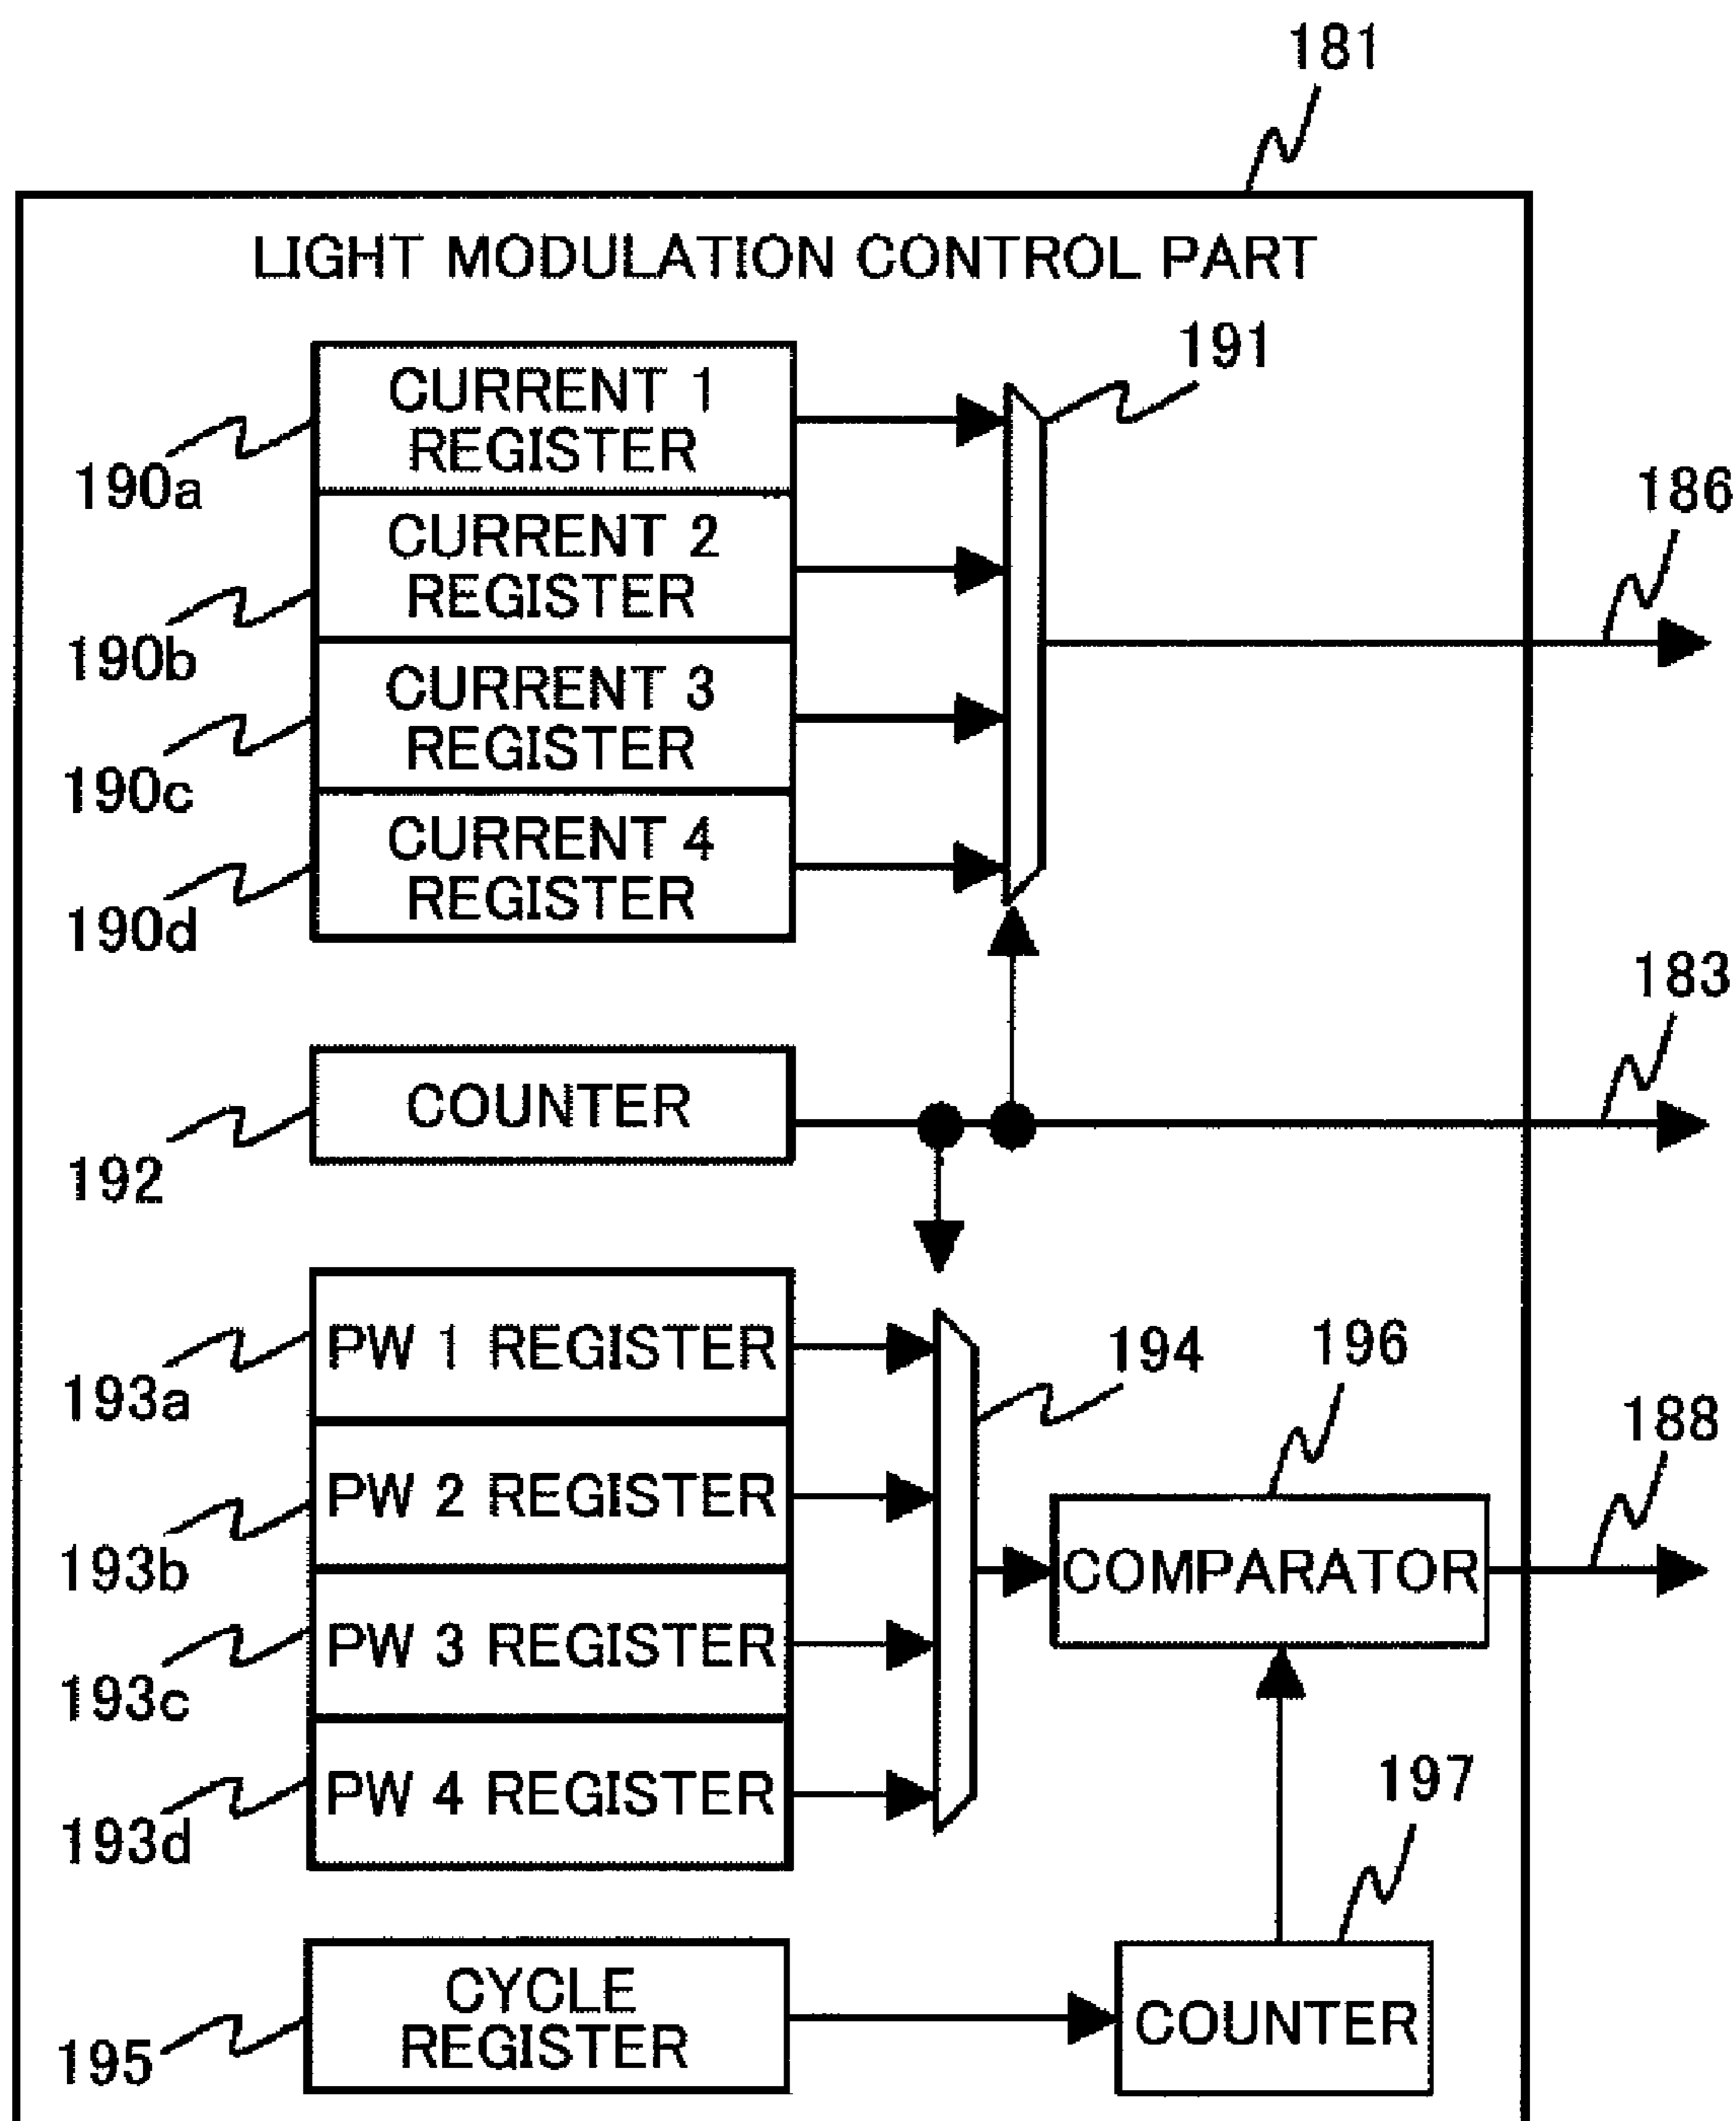 181
LIGHT MODULATION CONTROL PART
191
CURRENT 1
REGISTER
190a
186
CURRENT 2
REGISTER
190b
CURRENT 3
REGISTER
190c
CURRENT 4
REGISTER
190d
183
COUNTER
192
PW 1 REGISTER
194
196
193a
188
PW 2 REGISTER
193b
COMPARATOR
PW 3 REGISTER
193c
PW 4 REGISTER
197
193d
CYCLE
REGISTER
COUNTER
195